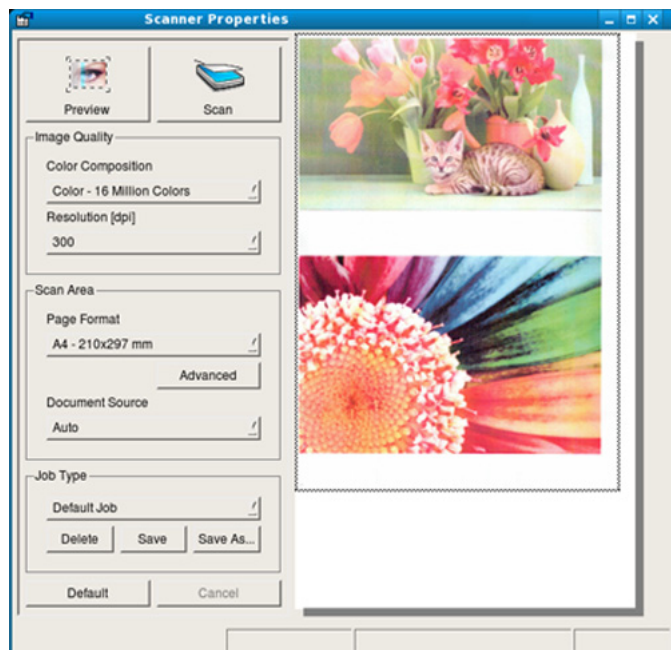 Scanner Properties
Preview
Scan
Image Quality
Color Composition
Color - 16 Million Colors
Resolution [dpi]
300
Scan Area
Page Format
A4 - 210x297 mm
Advanced
Document Source
Auto
Job Type
Default Job
Delete
Save
Save As...
Default
Cancel